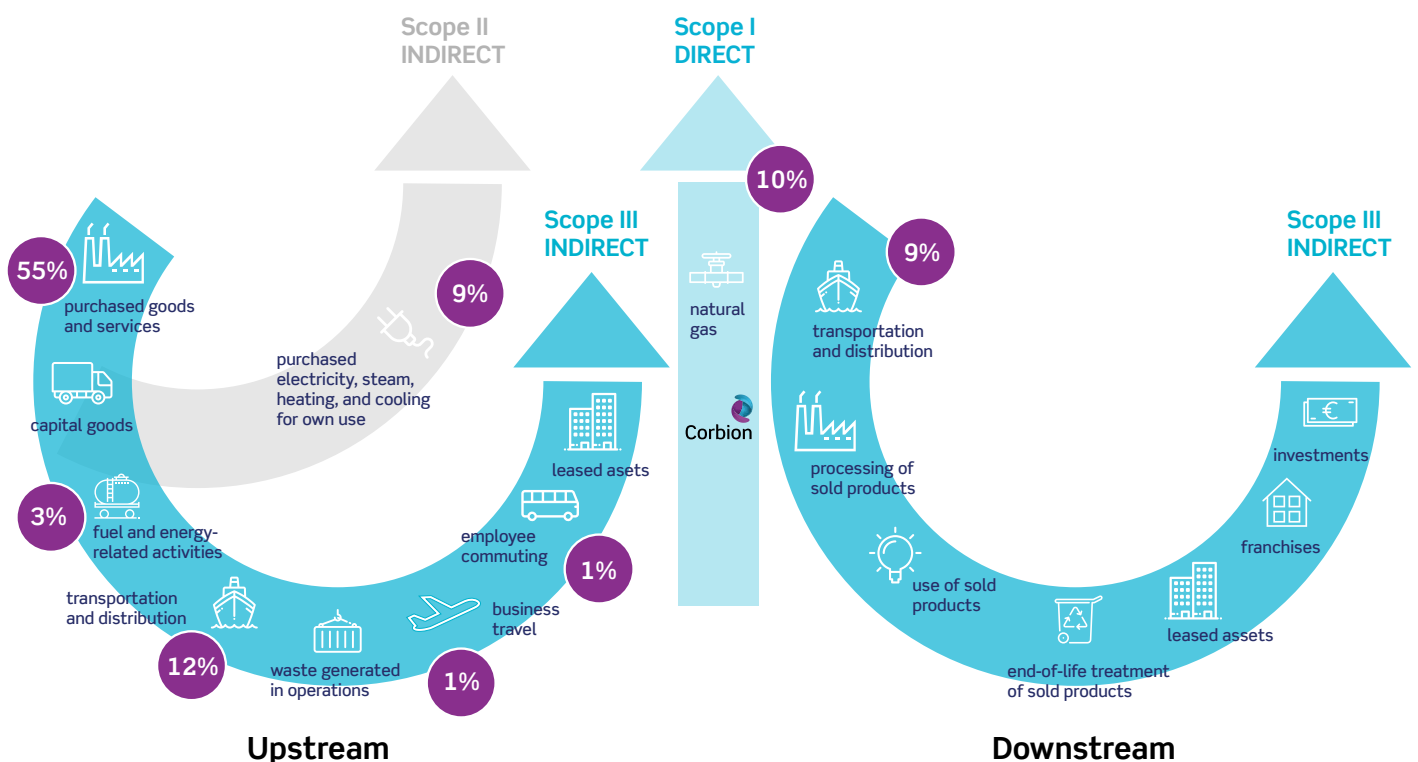 Scope II
INDIRECT
Scope I
DIRECT
10%
Scope III
INDIRECT
Scope III
INDIRECT
55%
purchased goods
and services
capital goods
3%
fuel and energy-
related activities
transportation
and distribution
12%
waste generated
in operations
1%
business
travel
1%
employee
commuting
leased asets
9%
purchased
electricity, steam,
heating, and cooling
for own use
natural
gas
Corbion
9%
transportation
and distribution
processing of
sold products
use of sold
products
end-of-life treatment
of sold products
leased assets
franchises
investments
€
Upstream
Downstream